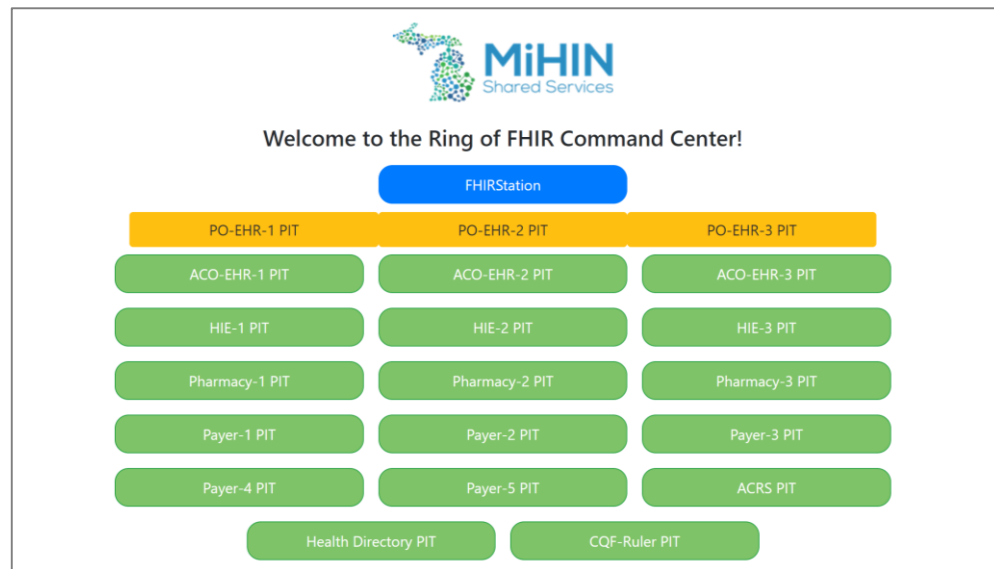 MiHIN
Shared Services
Welcome to the Ring of FHIR Command Center!
FHIRStation
PO-EHR-1 PIT PO-EHR-2 PIT PO-EHR-3 PIT
ACO-EHR-1 PIT ACO-EHR-2 PIT ACO-EHR-3 PIT
HIE-1 PIT HIE-2 PIT HIE-3 PIT
Pharmacy-1 PIT Pharmacy-2 PIT Pharmacy-3 PIT
Payer-1 PIT Payer-2 PIT Payer-3 PIT
Payer-4 PIT Payer-5 PIT ACRS PIT
Health Directory PIT CQF-Ruler PIT